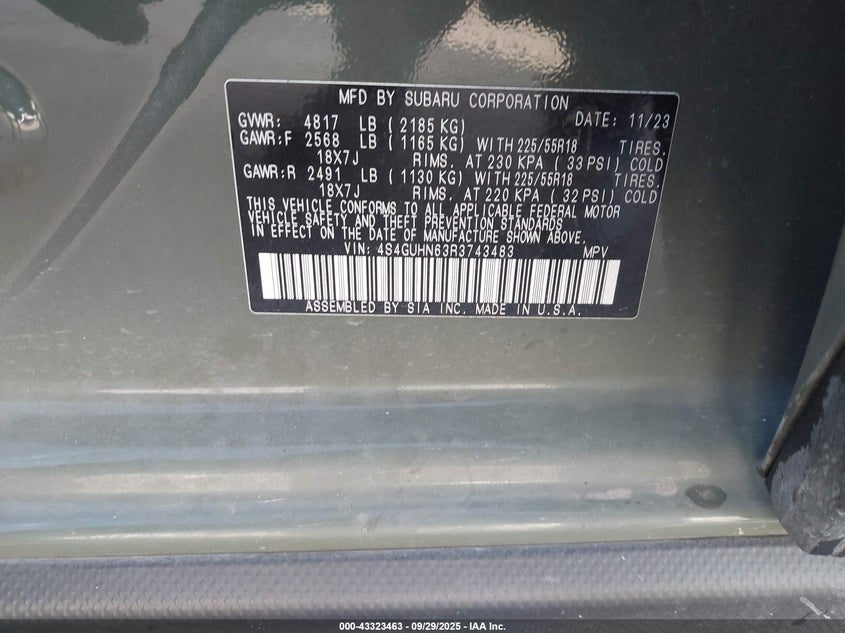 MFD BY SUBARU CORPORATION DATE: 11/23
GVWR: 4817 LB (2185 KG)
GAWR:F 2568 LB (1165 KG) WITH 225/55R18 TIRES,
18X7J RIMS, AT 230 KPA (33 PSI) COLD
GAWR:R 2491 LB (1130 KG) WITH 225/55R18 TIRES,
18X7J RIMS, AT 220 KPA (32 PSI) COLD
THIS VEHICLE CONFORMS TO ALL APPLICABLE FEDERAL MOTOR
VEHICLE SAFETY AND THEFT PREVENTION STANDARDS
IN EFFECT ON THE DATE OF MANUFACTURE SHOWN ABOVE.
VIN: 4S4GUHN63R3743483 MPV
ASSEMBLED BY SIA INC. MADE IN U.S.A.
000-43323463 - 09/29/2025 - IAA Inc.